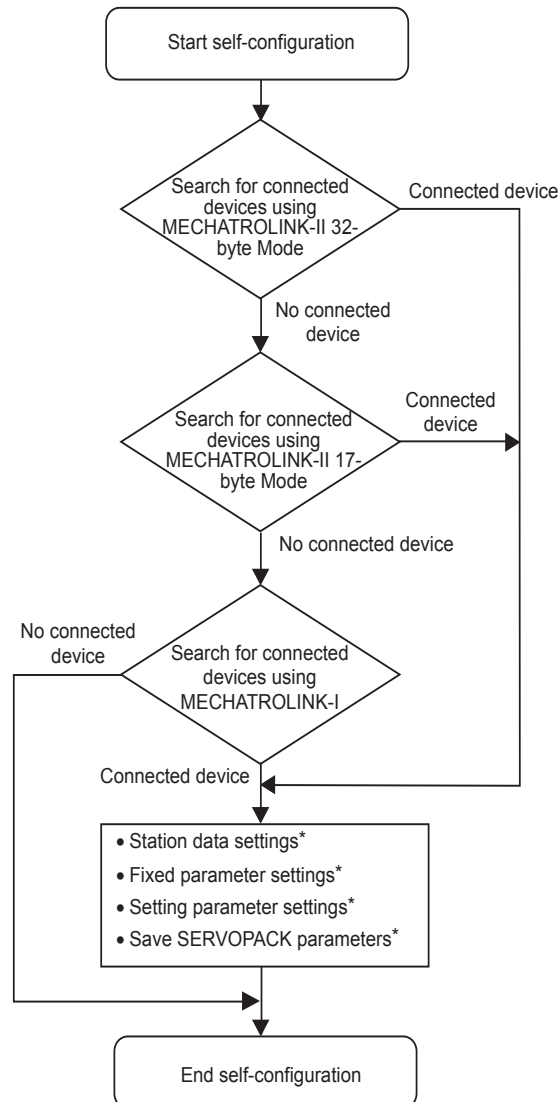 Start self-configuration
Search for connected
devices using
MECHATROLINK-II 32-
byte Mode
Connected device
No connected
device
Search for connected
devices using
MECHATROLINK-II 17-
byte Mode
Connected
device
No connected device
No connected
device
Search for connected
devices using
MECHATROLINK-I
Connected device
• Station data settings*
• Fixed parameter settings*
• Setting parameter settings*
• Save SERVOPACK parameters*
End self-configuration